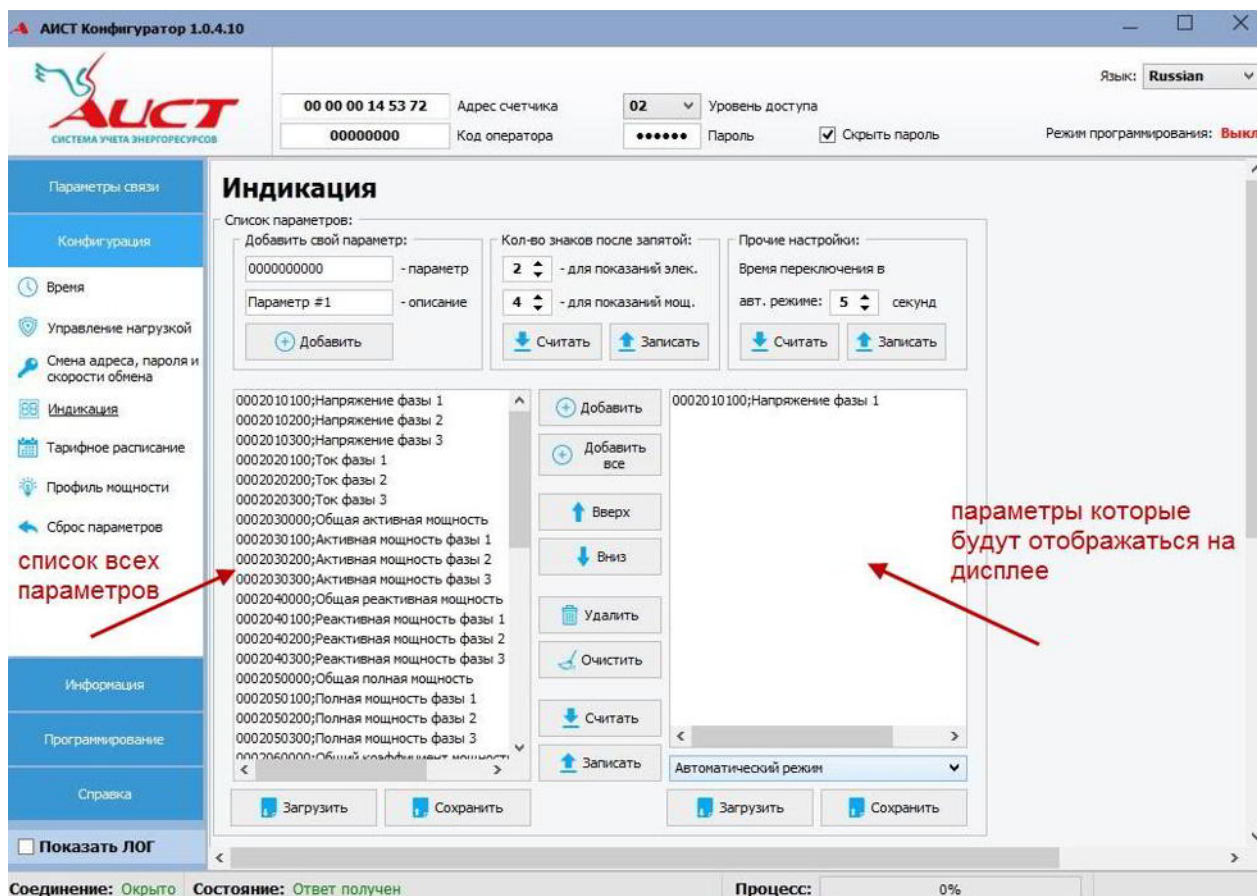 АИСТ Конфигуратор 1.0.4.10
Язык: Russian
АИСТ
СИСТЕМА УЧЕТА ЭНЕРГОРЕСУРСОВ
00 00 00 14 53 72 Адрес счетчика 02 Уровень доступа
00000000 Код оператора •••••• Пароль Скрыть пароль
Режим программирования: Выкл
Параметры связи
Конфигурация
Время
Управление нагрузкой
Смена адреса, пароля и
скорости обмена
Индикация
Тарифное расписание
Профиль мощности
Сброс параметров
список всех
параметров
Информация
Программирование
Справка
Показать ЛОГ
Индикация
Список параметров:
Добавить свой параметр:
0000000000 - параметр
Параметр #1 - описание
Добавить
Кол-во знаков после запятой:
2 - для показаний элек.
4 - для показаний мощ.
Считать Записать
Прочие настройки:
Время переключения в
авт. режиме: 5 секунд
Считать Записать
0002010100;Напряжение фазы 1
0002010200;Напряжение фазы 2
0002010300;Напряжение фазы 3
0002020100;Ток фазы 1
0002020200;Ток фазы 2
0002020300;Ток фазы 3
0002030000;Общая активная мощность
0002030100;Активная мощность фазы 1
0002030200;Активная мощность фазы 2
0002030300;Активная мощность фазы 3
0002040000;Общая реактивная мощность
0002040100;Реактивная мощность фазы 1
0002040200;Реактивная мощность фазы 2
0002040300;Реактивная мощность фазы 3
0002050000;Общая полная мощность
0002050100;Полная мощность фазы 1
0002050200;Полная мощность фазы 2
0002050300;Полная мощность фазы 3
0002060000;Общий коэффициент мощност
Загрузить Сохранить
Добавить
Добавить
все
Вверх
Вниз
Удалить
Очистить
Считать
Записать
0002010100;Напряжение фазы 1
параметры которые
будут отображаться на
дисплее
Автоматический режим
Загрузить Сохранить
Соединение: Окрыто Состояние: Ответ получен Процесс: 0%